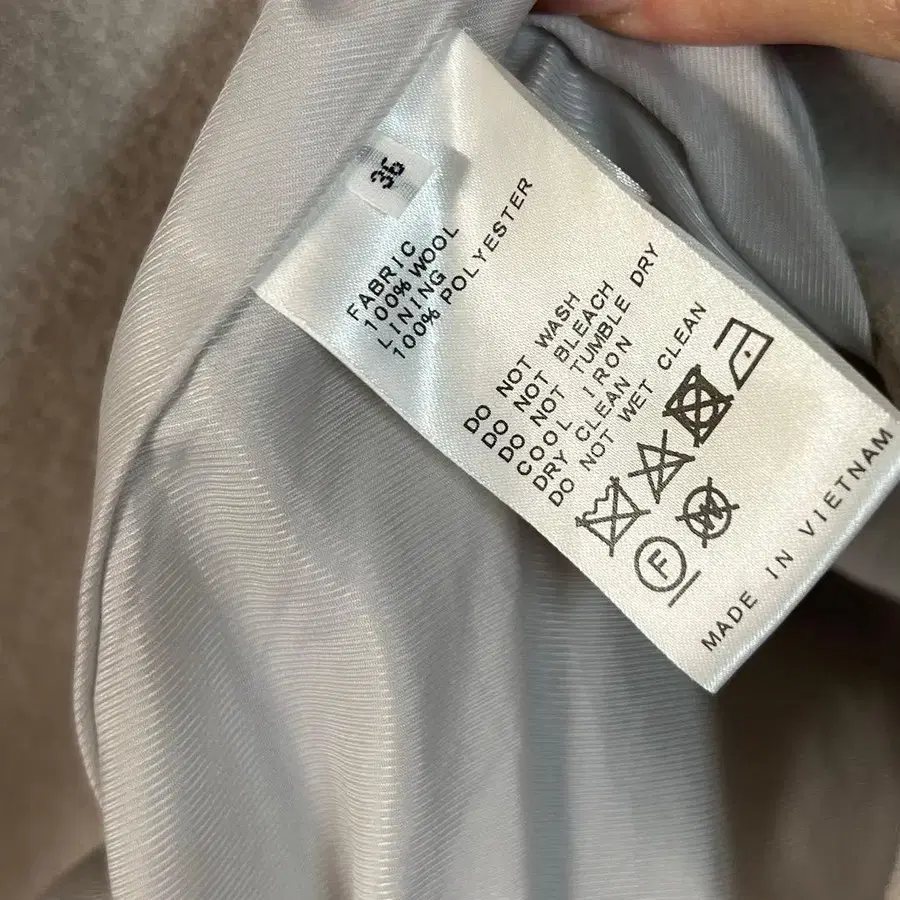 36
FABRIC
100% WOOL
LINING
100% POLYESTER
DO NOT WASH
DO NOT BLEACH
DO NOT TUMBLE DRY
COOL IRON
DRY CLEAN
DO NOT WET CLEAN
W
F
MADE IN VIETNAM